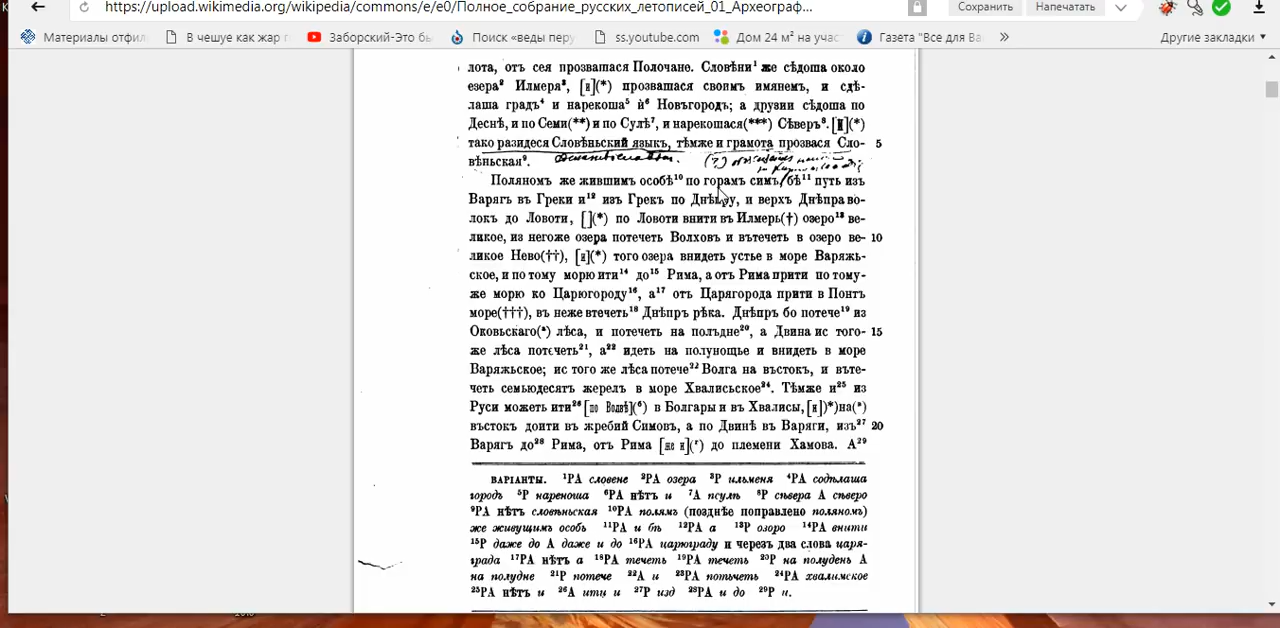 https://upload.wikimedia.org/wikipedia/commons/e/e0/Полное_собрание_русских_летописей_01_Археограф...
Сохранить Напечатать
Материалы отфил В чешуе как жар г Заборский-Это бы Поиск «веды перу ss.youtube.com Дом 24 м² на учас Газета "Все для Ва » Другие закладки
лота, отъ сея прозвашася Полочане. Словѣни¹ же сѣдоша около
езера² Илмеря³, [и](*) прозвашася своимъ имянемъ, и сдѣ-
лаша градъ⁴ и нарекоша⁵ й⁶ Новъгородъ; а друзии сѣдоша по
Деснѣ, и по Семи(**) и по Сулѣ⁷, и нарекошася(***) Сѣверъ⁸. [И](*)
тако разидеся Словѣньский языкъ, тѣмже и грамота прозвася Сло- 5
вѣньская⁹.
Поляномъ же жившимъ особѣ¹⁰ по горамъ симъ, бѣ¹¹ путь изъ
Варягъ въ Греки и¹² изъ Грекъ по Днѣпру, и верхъ Днѣпра во-
локъ до Ловоти, [](*) по Ловоти внити въ Илмерь(†) озеро¹³ ве-
ликое, из негоже озера потечеть Волховъ и вътечеть в озеро ве- 10
ликое Нево(††), [и](*) того озера внидеть устье в море Варяжь-
ское, и по тому морю ити¹⁴ до¹⁵ Рима, а отъ Рима прити по тому-
же морю ко Царюгороду¹⁶, а¹⁷ отъ Царягорода прити в Понтъ
море(†††), въ неже втечеть¹⁸ Днѣпръ рѣка. Днѣпръ бо потече¹⁹ из
Оковьскаго(ᵃ) лѣса, и потечеть на полъдне²⁰, а Двина ис того- 15
же лѣса потечеть²¹, а²² идеть на полунощье и внидеть в море
Варяжьское; ис того же лѣса потече²³ Волга на въстокъ, и выте-
четь семьюдесятъ жерелъ в море Хвалисьское²⁴. Тѣмже и²⁵ из
Руси можеть ити²⁶ [по Волзѣ](ᵇ) в Болгары и въ Хвалисы, [и])*)на(ᵇ)
въстокъ доити въ жребий Симовъ, а по Двинѣ въ Варяги, изъ²⁷ 20
Варягъ до²⁸ Рима, отъ Рима [же и](ᵍ) до племени Хамова. А²⁹
ВАРІАНТЫ. ¹РА словене ²РА озера ³Р ильменя ⁴РА содѣлаша
городъ ⁵Р нареноша ⁶РА нѣтъ и ⁷А псулѣ ⁸Р сѣвера А сѣверо
⁹РА нѣтъ словѣньская ¹⁰РА полямъ (позднѣе поправлено поляномъ)
же живущимъ особь ¹¹РА и бѣ ¹²РА а ¹³Р озоро ¹⁴РА внити
¹⁵Р даже до А даже и до ¹⁶РА царюграду и черезъ два слова царя-
града ¹⁷РА нѣтъ а ¹⁸РА течеть ¹⁹РА течеть ²⁰Р на полудень А
на полудне ²¹Р потече ²²А и ²³РА потьчеть ²⁴РА хвалимское
²⁵РА нѣтъ и ²⁶А итти и ²⁷Р изд ²⁸РА и до ²⁹Р и.